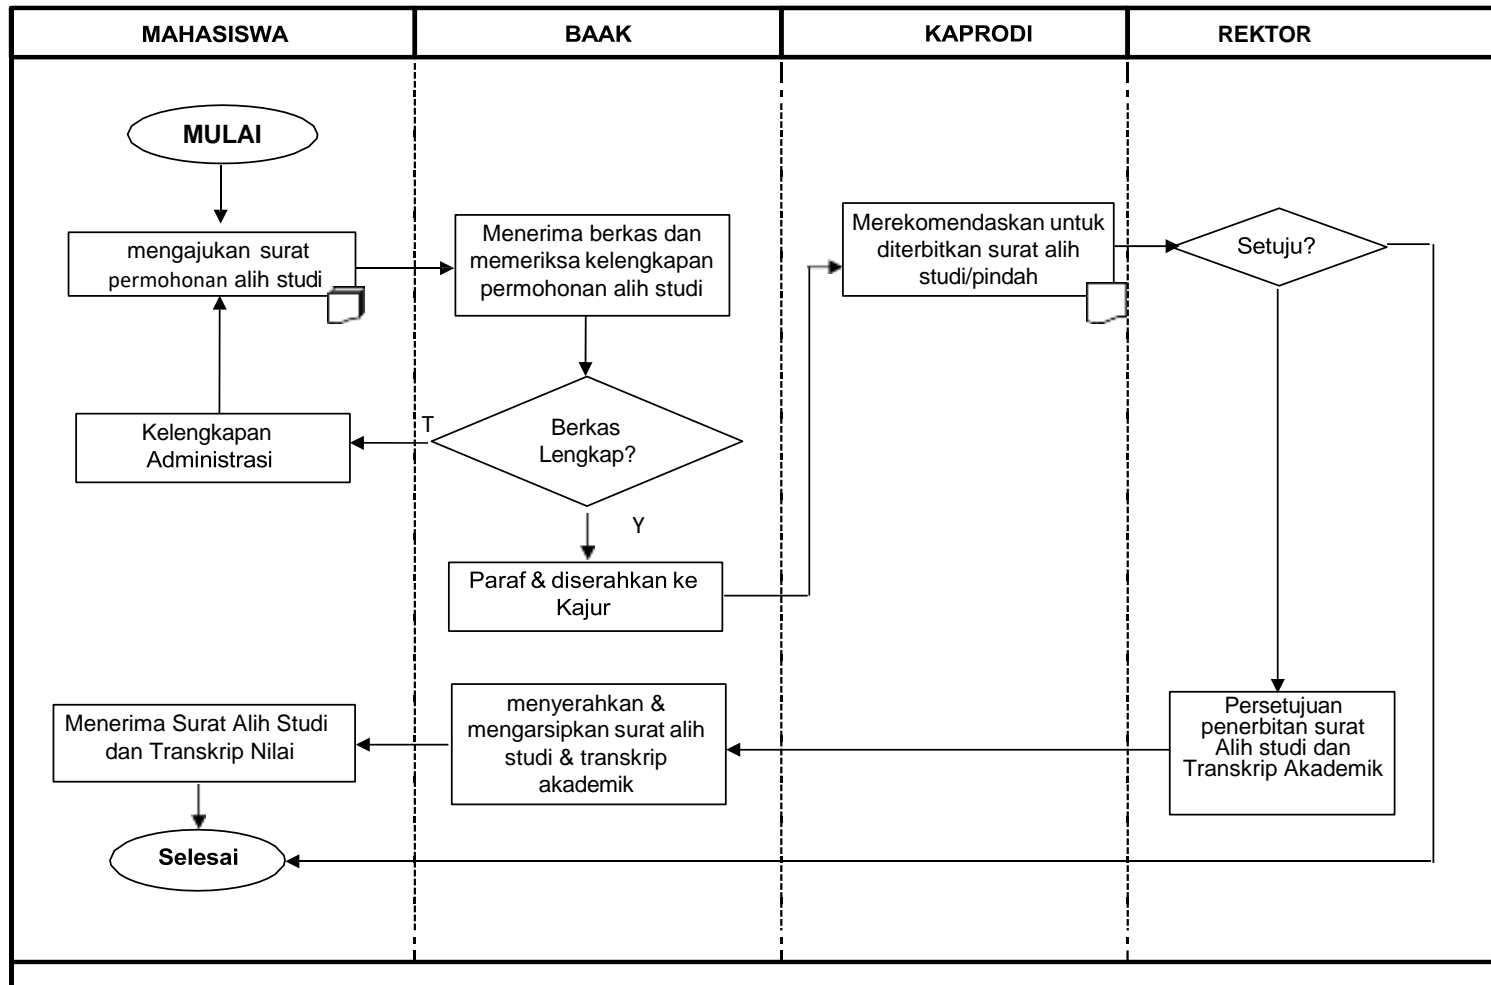 MAHASISWA
BAAK
KAPRODI
REKTOR
MULAI
mengajukan surat
permohonan alih studi
Menerima berkas dan
memeriksa kelengkapan
permohonan alih studi
Merekomendaskan untuk
diterbitkan surat alih
studi/pindah
Setuju?
Kelengkapan
Administrasi
T
Berkas
Lengkap?
Y
Paraf & diserahkan ke
Kajur
Menerima Surat Alih Studi
dan Transkrip Nilai
menyerahkan &
mengarsipkan surat alih
studi & transkrip
akademik
Persetujuan
penerbitan surat
Alih studi dan
Transkrip Akademik
Selesai